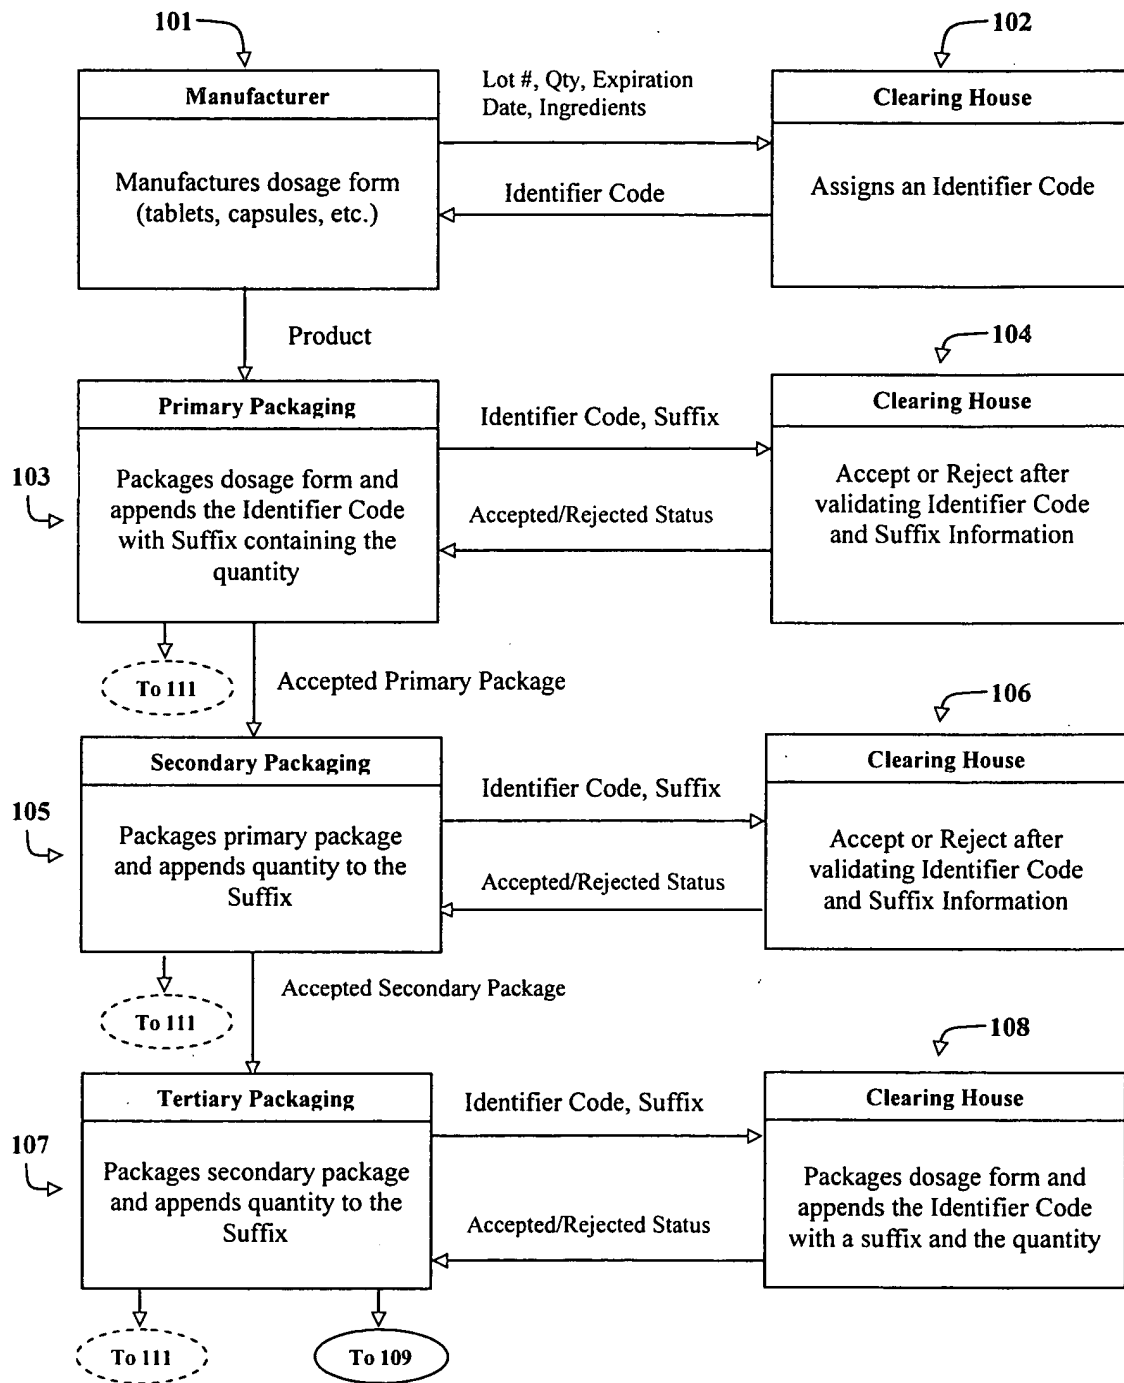 101
102
Manufacturer
Lot #, Qty, Expiration
Date, Ingredients
Clearing House
Manufactures dosage form
(tablets, capsules, etc.)
Identifier Code
Assigns an Identifier Code
Product
104
Primary Packaging
Identifier Code, Suffix
Clearing House
103
Packages dosage form and
appends the Identifier Code
with Suffix containing the
quantity
Accepted/Rejected Status
Accept or Reject after
validating Identifier Code
and Suffix Information
To 111
Accepted Primary Package
106
Secondary Packaging
Identifier Code, Suffix
Clearing House
105
Packages primary package
and appends quantity to the
Suffix
Accepted/Rejected Status
Accept or Reject after
validating Identifier Code
and Suffix Information
To 111
Accepted Secondary Package
108
Tertiary Packaging
Identifier Code, Suffix
Clearing House
107
Packages secondary package
and appends quantity to the
Suffix
Accepted/Rejected Status
Packages dosage form and
appends the Identifier Code
with a suffix and the quantity
To 111
To 109